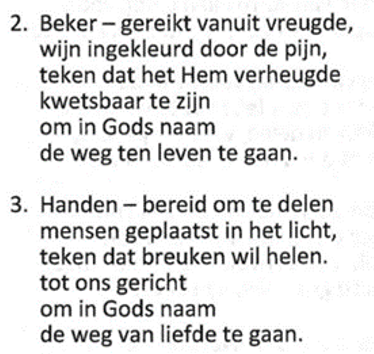 2. Beker – gereikt vanuit vreugde,
wijn ingekleurd door de pijn,
teken dat het Hem verheugde
kwetsbaar te zijn
om in Gods naam
de weg ten leven te gaan.
3. Handen – bereid om te delen
mensen geplaatst in het licht,
teken dat breuken wil helen.
tot ons gericht
om in Gods naam
de weg van liefde te gaan.